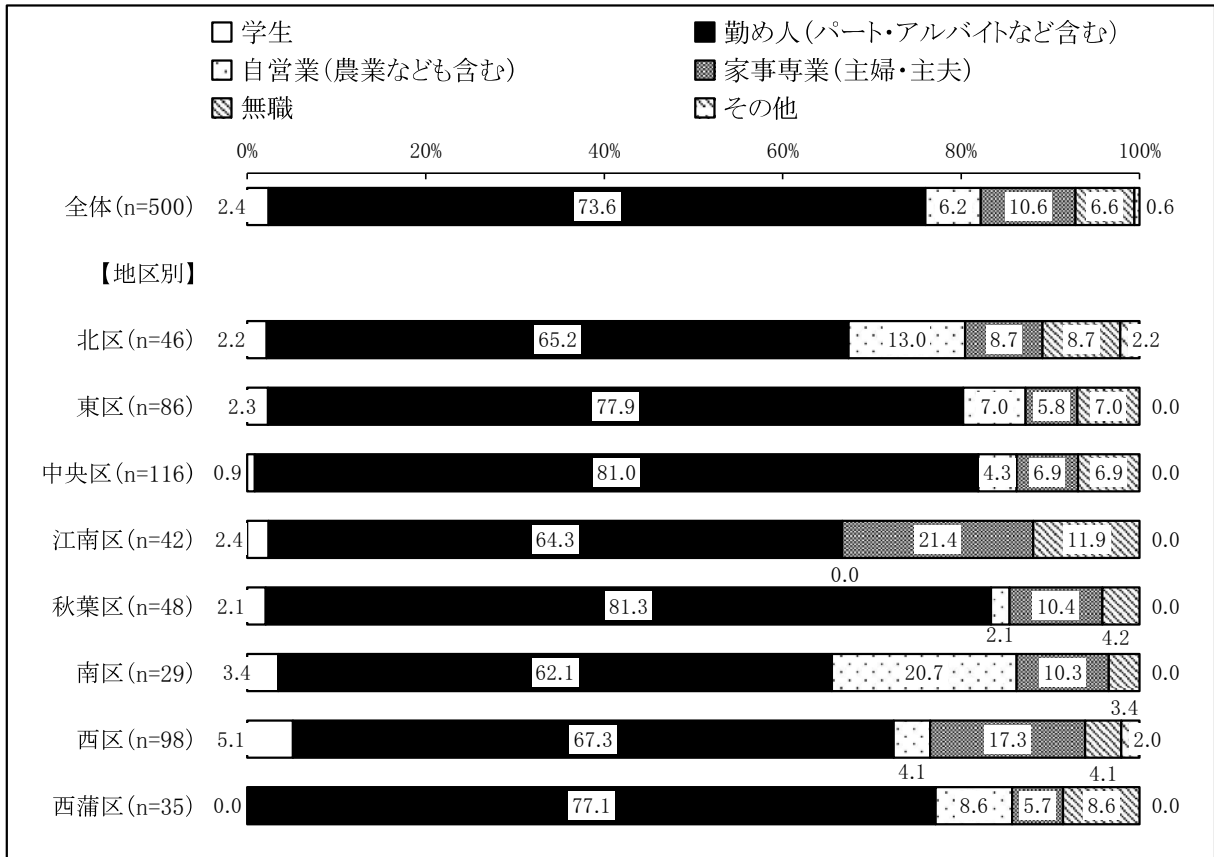 学生 勤め人(パート・アルバイトなど含む)
自営業(農業なども含む) 家事専業(主婦・主夫)
無職 その他
0% 20% 40% 60% 80% 100%
全体(n=500) 2.4 73.6 6.2 10.6 6.6 0.6
【地区別】
北区(n=46) 2.2 65.2 13.0 8.7 8.7 2.2
東区(n=86) 2.3 77.9 7.0 5.8 7.0 0.0
中央区(n=116) 0.9 81.0 4.3 6.9 6.9 0.0
江南区(n=42) 2.4 64.3 21.4 11.9 0.0
0.0
秋葉区(n=48) 2.1 81.3 10.4 0.0
2.1 4.2
南区(n=29) 3.4 62.1 20.7 10.3 0.0
3.4
西区(n=98) 5.1 67.3 17.3 2.0
4.1 4.1
西蒲区(n=35) 0.0 77.1 8.6 5.7 8.6 0.0